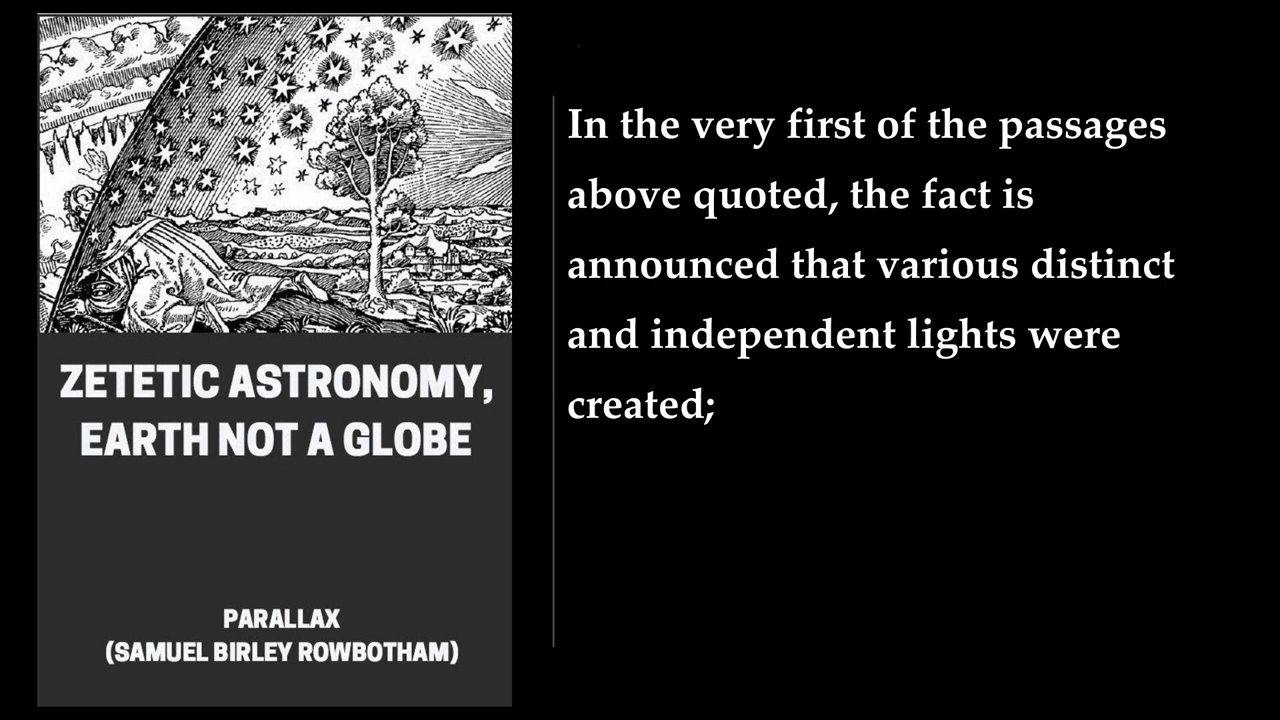 ZETETIC ASTRONOMY,
EARTH NOT A GLOBE
PARALLAX
(SAMUEL BIRLEY ROWBOTHAM)
In the very first of the passages
above quoted, the fact is
announced that various distinct
and independent lights were
created;